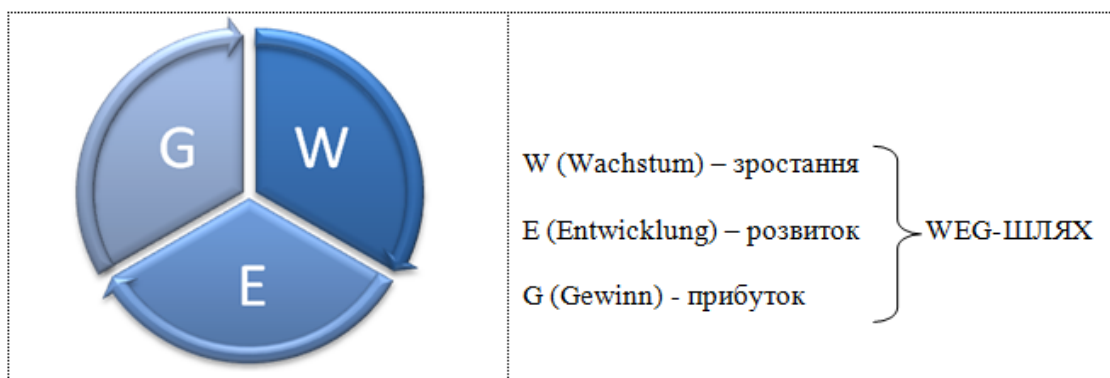 G W
E
W (Wachstum) – зростання
E (Entwicklung) – розвиток
G (Gewinn) - прибуток
WEG-ШЛЯХ